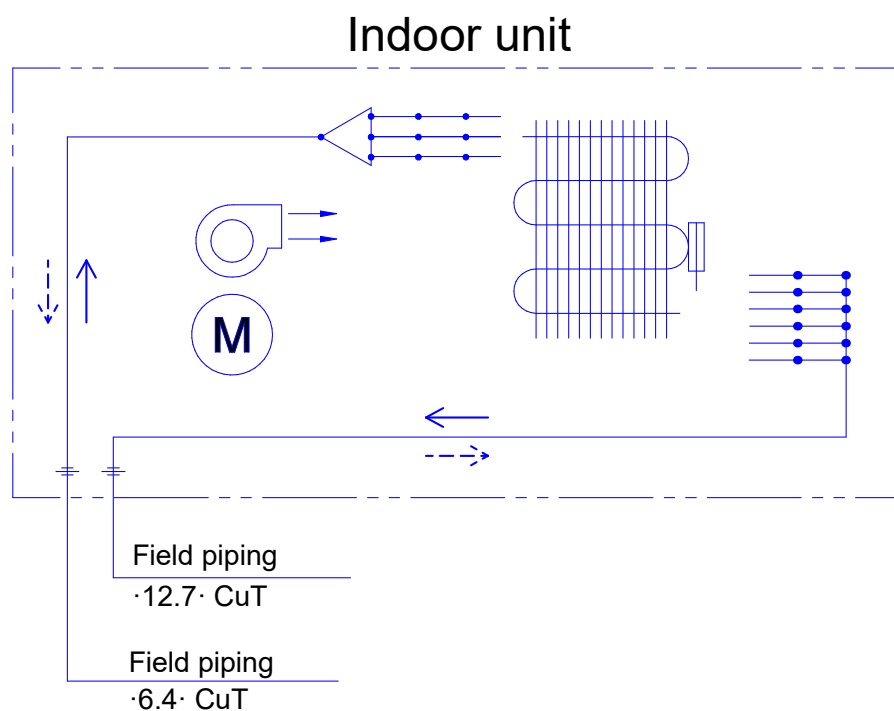 Indoor unit
M
Field piping
·12.7· CuT
Field piping
·6.4· CuT